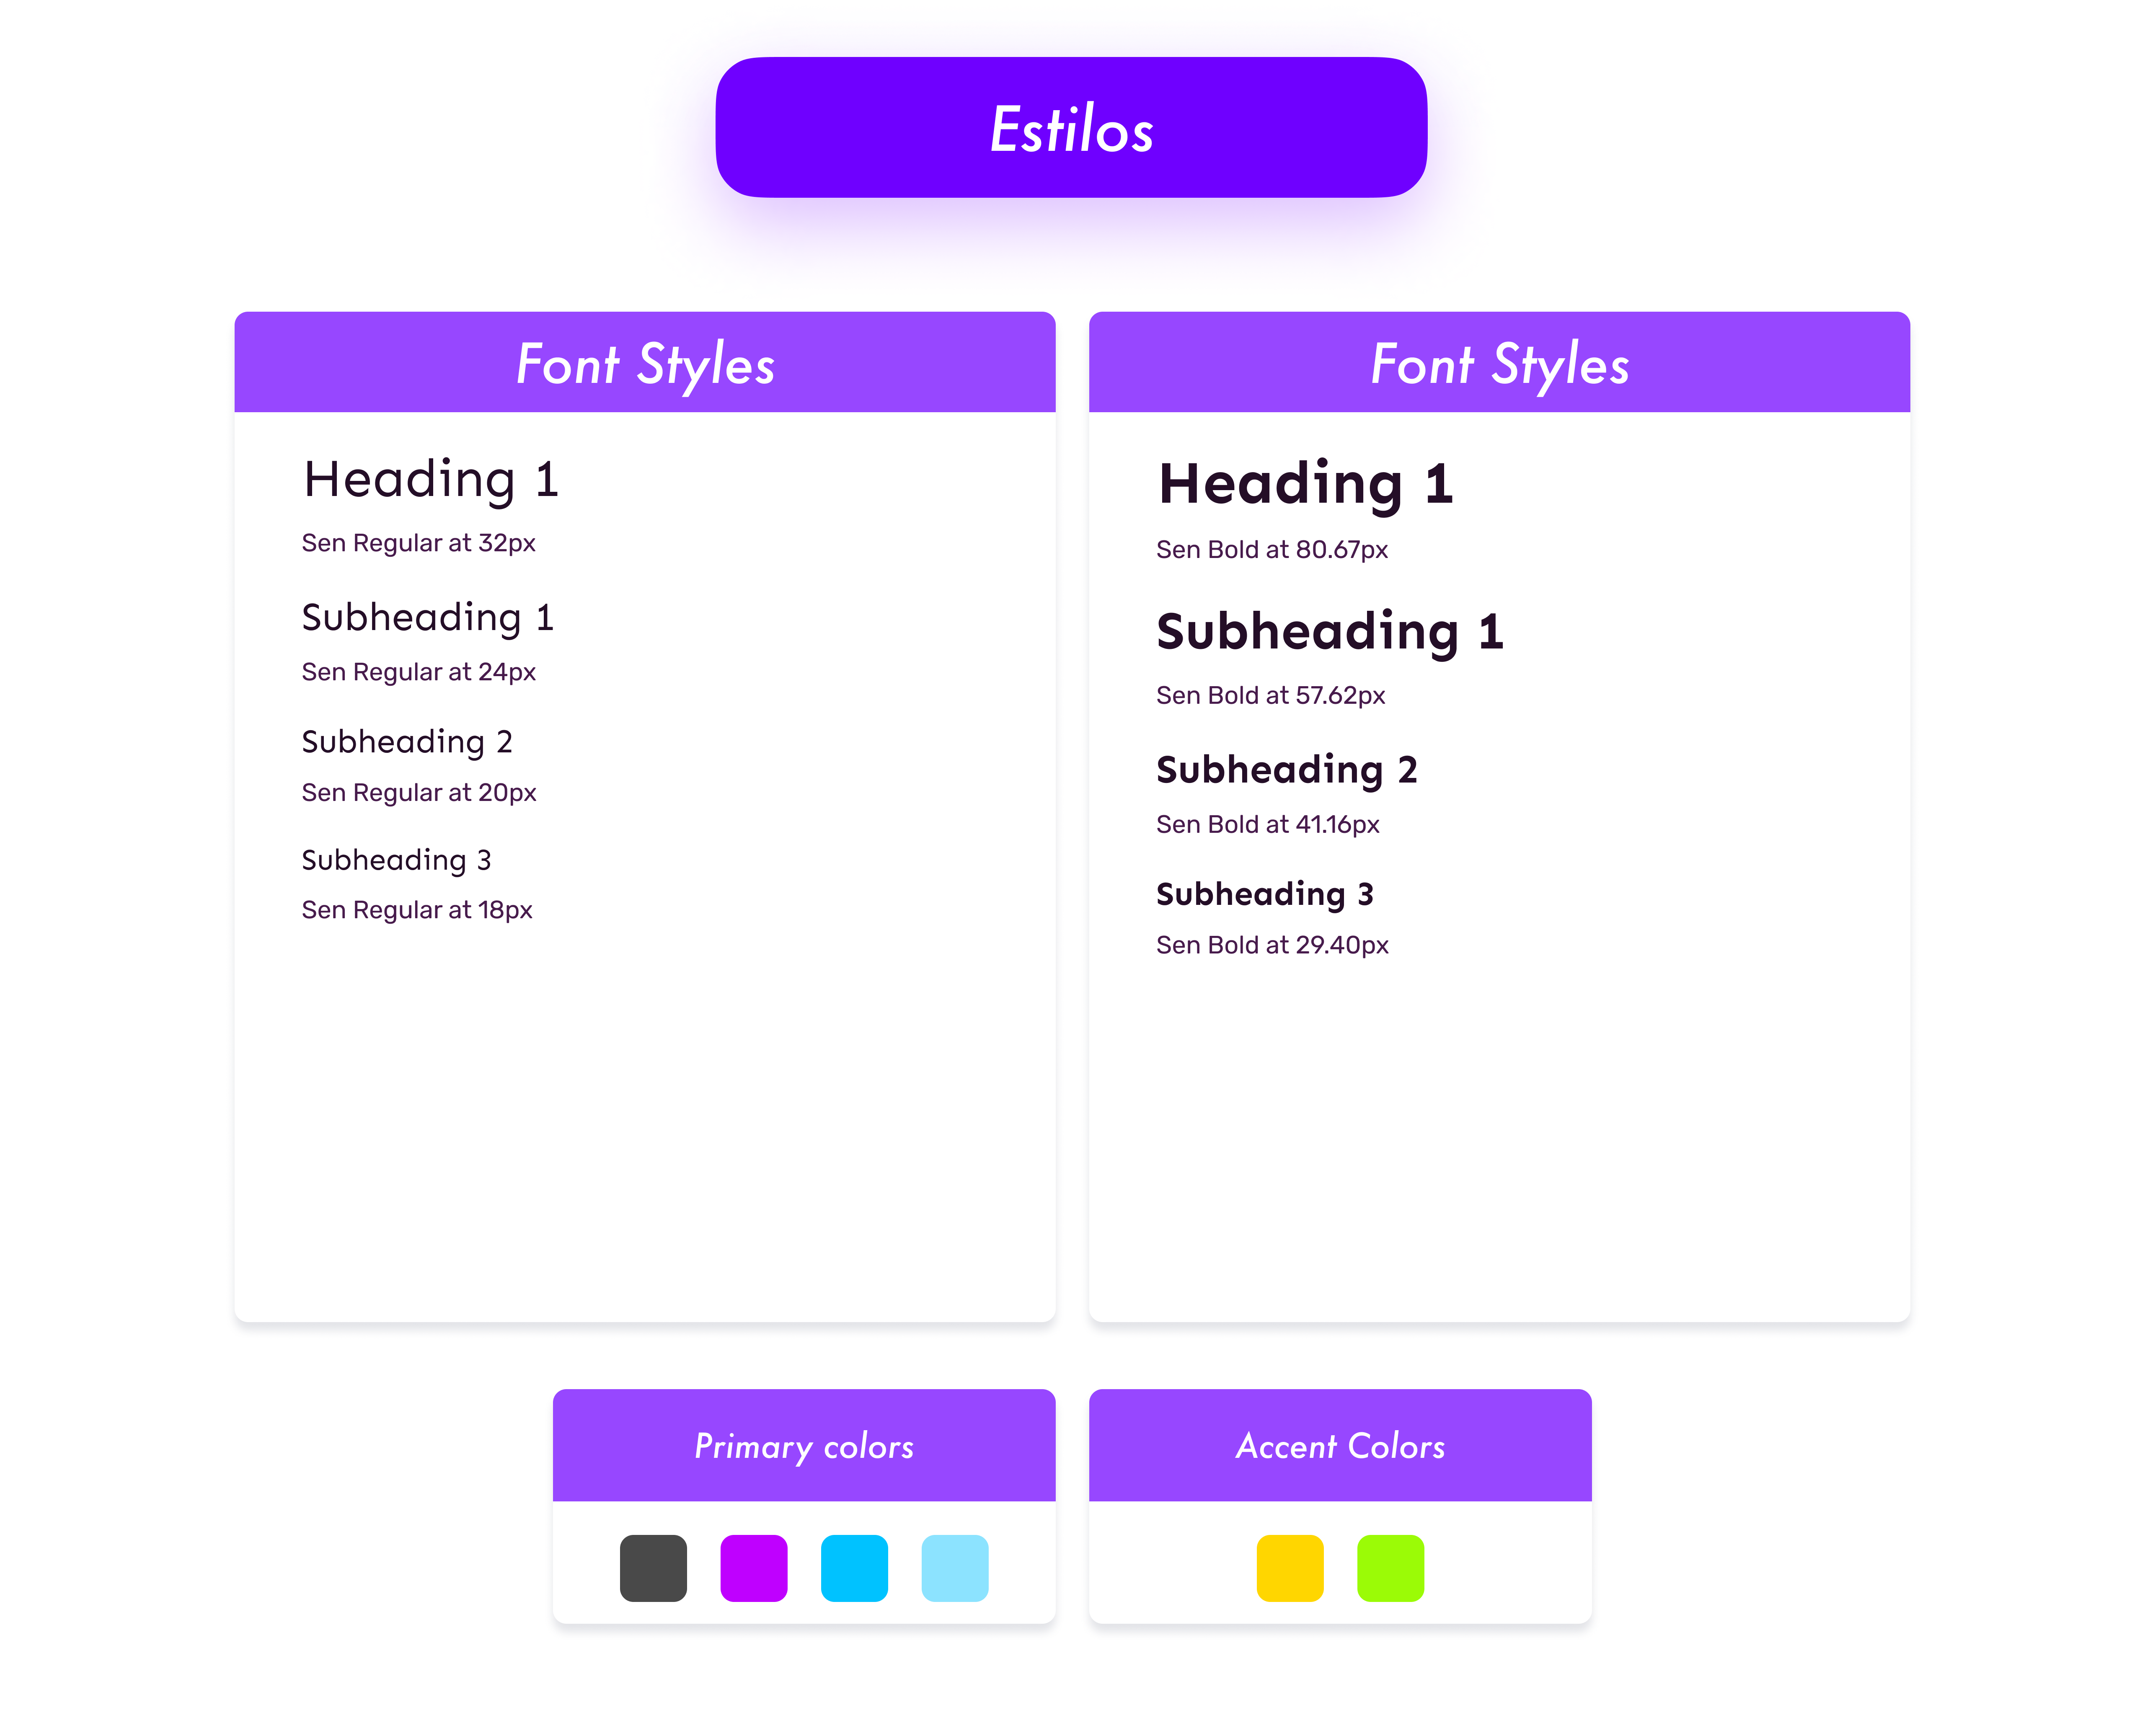 Estilos
Font Styles
Heading 1
Sen Regular at 32px
Subheading 1
Sen Regular at 24px
Subheading 2
Sen Regular at 20px
Subheading 3
Sen Regular at 18px
Font Styles
Heading 1
Sen Bold at 80.67px
Subheading 1
Sen Bold at 57.62px
Subheading 2
Sen Bold at 41.16px
Subheading 3
Sen Bold at 29.40px
Primary colors
Accent Colors